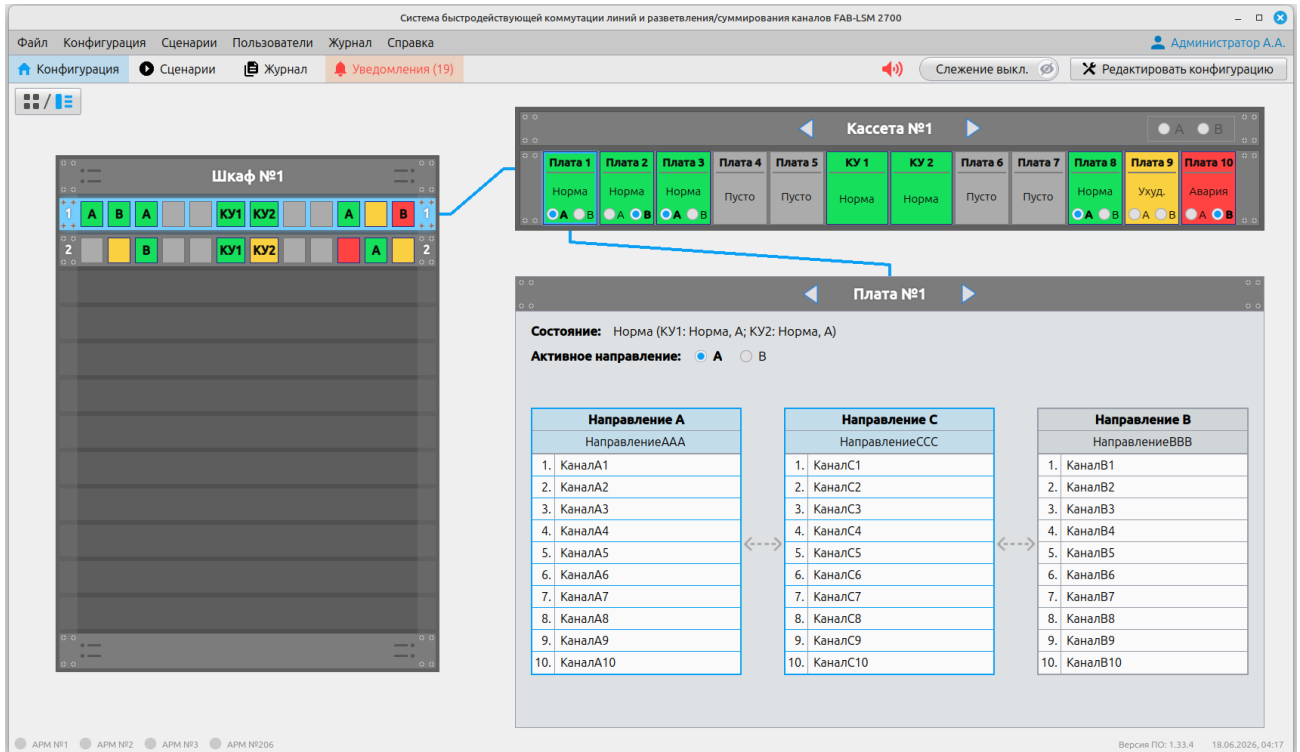 Система быстродействующей коммутации линий и разветвления/суммирования каналов FAB-LSM 2700
Файл Конфигурация Сценарии Пользователи Журнал Справка Администратор А.А.
Конфигурация Сценарии Журнал Уведомления (19) Слежение выкл. Редактировать конфигурацию
Шкаф №1
1 A B A КУ1 КУ2 A B 1
2 B КУ1 КУ2 A 2
Кассета №1 A B
Плата 1 Плата 2 Плата 3 Плата 4 Плата 5 КУ 1 КУ 2 Плата 6 Плата 7 Плата 8 Плата 9 Плата 10
Норма Норма Норма Пусто Пусто Норма Норма Пусто Пусто Норма Ухуд. Авария
A B A B A B A B A B A B
Плата №1
Состояние: Норма (КУ1: Норма, А; КУ2: Норма, А)
Активное направление: A B
Направление А Направление С Направление В
НаправлениеААА НаправлениеССС НаправлениеВВВ
1. КаналА1 1. КаналС1 1. КаналВ1
2. КаналА2 2. КаналС2 2. КаналВ2
3. КаналА3 3. КаналС3 3. КаналВ3
4. КаналА4 4. КаналС4 4. КаналВ4
5. КаналА5 5. КаналС5 5. КаналВ5
6. КаналА6 6. КаналС6 6. КаналВ6
7. КаналА7 7. КаналС7 7. КаналВ7
8. КаналА8 8. КаналС8 8. КаналВ8
9. КаналА9 9. КаналС9 9. КаналВ9
10. КаналА10 10. КаналС10 10. КаналВ10
АРМ №1 АРМ №2 АРМ №3 АРМ №206 Версия ПО: 1.33.4 18.06.2026, 04:17